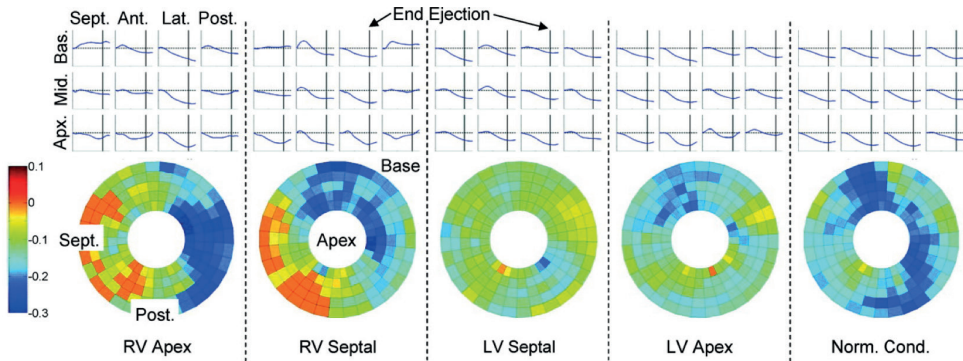 Sept. Ant. Lat. Post.
End Ejection
Bas.
Mid.
Apx.
Base
0.1
0
-0.1
-0.2
-0.3
Sept.
Apex
Post.
RV Apex
RV Septal
LV Septal
LV Apex
Norm. Cond.